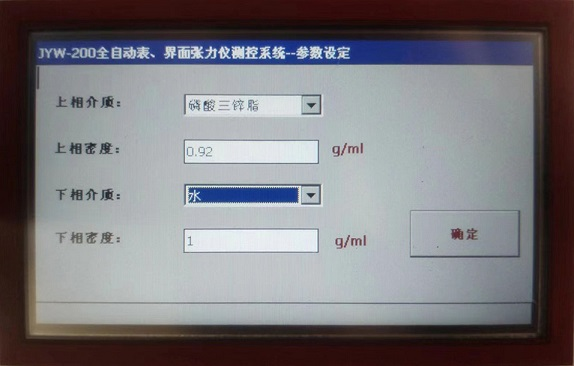 JYW-200全自动表、界面张力仪测控系统--参数设定
上相介质： 磷酸三锌脂
上相密度： 0.92 g/ml
下相介质： 水
下相密度： 1 g/ml
确定